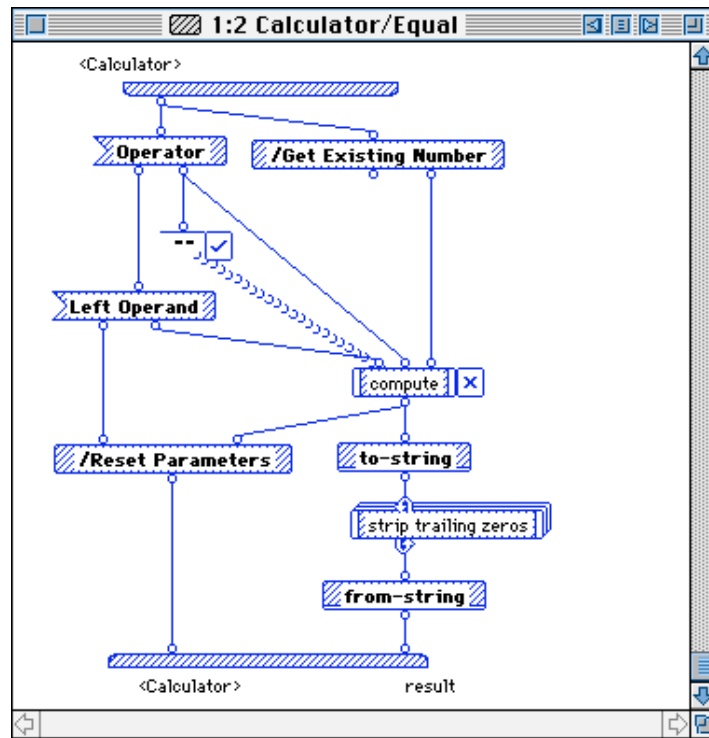 1:2 Calculator/Equal
<Calculator>
Operator
/Get Existing Number
--
Left Operand
compute
/Reset Parameters
to-string
strip trailing zeros
from-string
<Calculator>
result